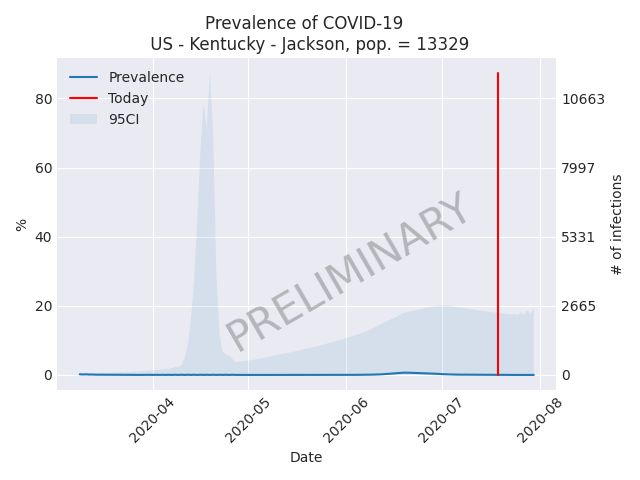 Prevalence of COVID-19
US - Kentucky - Jackson, pop. = 13329
Prevalence
Today
95CI
PRELIMINARY
%
80
60
40
20
0
10663
7997
5331
2665
0
# of infections
2020-04
2020-05
2020-06
2020-07
2020-08
Date